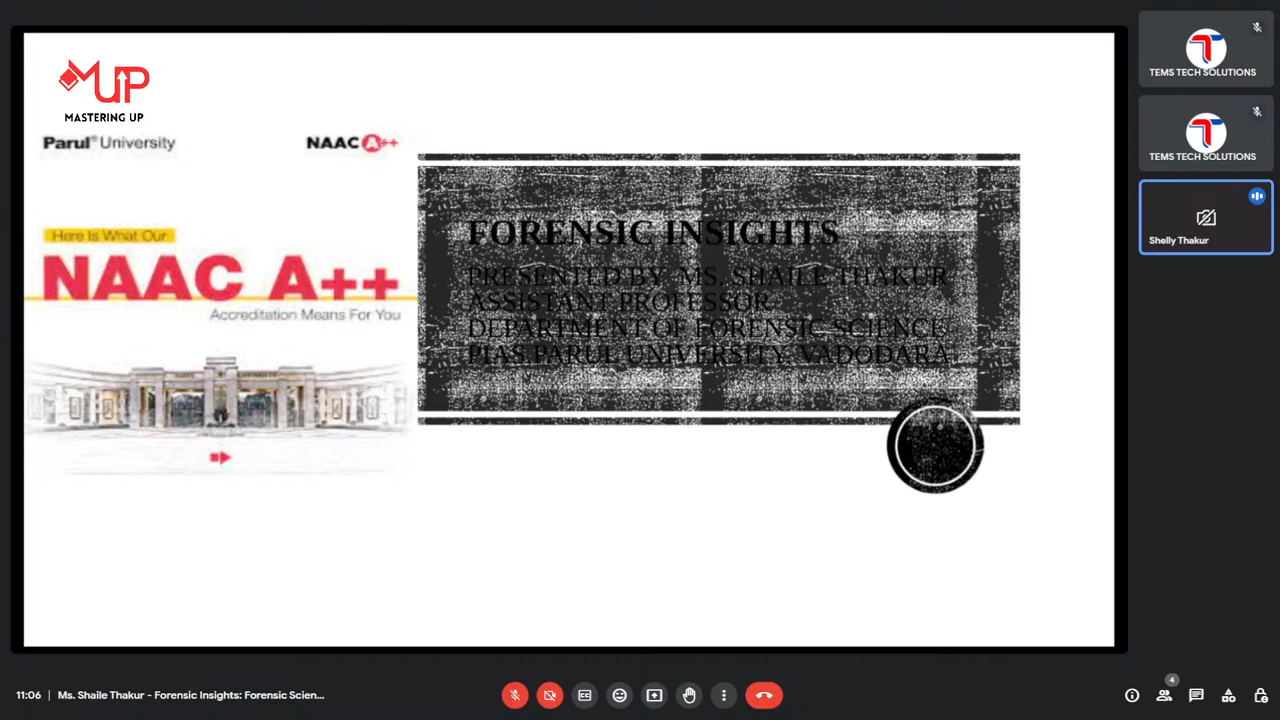 MUP
MASTERING UP
Parul® University
NAAC A++
Here Is What Our
NAAC A++
Accreditation Means For You
FORENSIC INSIGHTS
PRESENTED BY MS. SHAILE THAKUR
ASSISTANT PROFESSOR
DEPARTMENT OF FORENSIC SCIENCE
PIAS PARUL UNIVERSITY, VADODARA
TEMS TECH SOLUTIONS
TEMS TECH SOLUTIONS
Shelly Thakur
11:06 | Ms. Shaile Thakur - Forensic Insights: Forensic Scien...
4